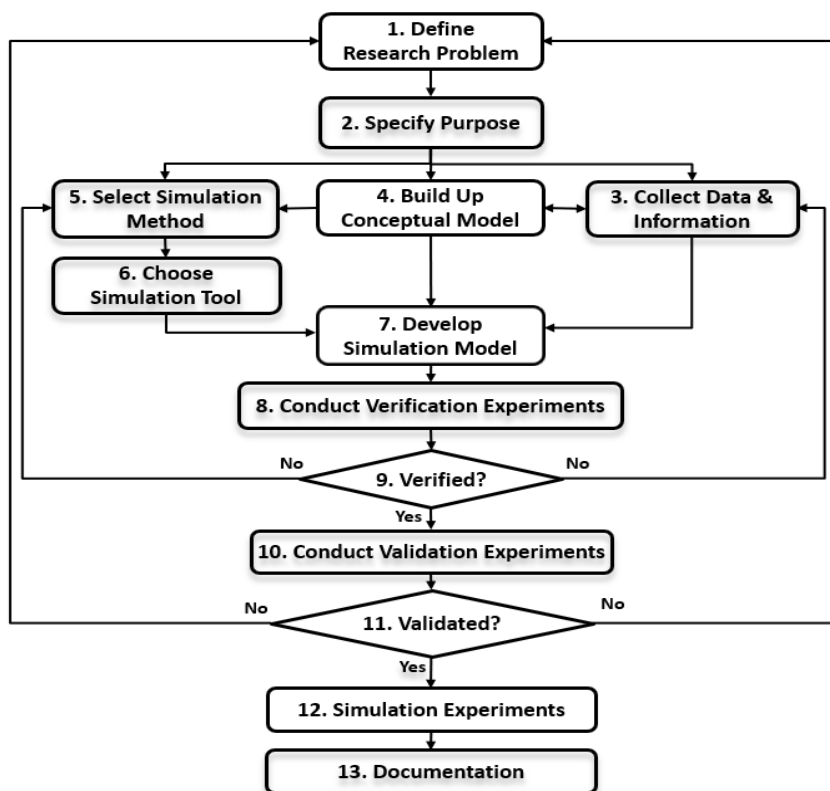 1. Define
Research Problem
2. Specify Purpose
5. Select Simulation
Method
4. Build Up
Conceptual Model
3. Collect Data &
Information
6. Choose
Simulation Tool
7. Develop
Simulation Model
8. Conduct Verification Experiments
No
9. Verified?
No
Yes
10. Conduct Validation Experiments
No
11. Validated?
No
Yes
12. Simulation Experiments
13. Documentation